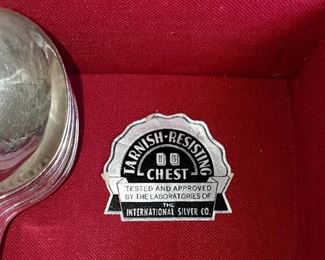 TARNISH-RESISTING
CHEST
TESTED AND APPROVED
BY THE LABORATORIES OF
THE
INTERNATIONAL SILVER CO.